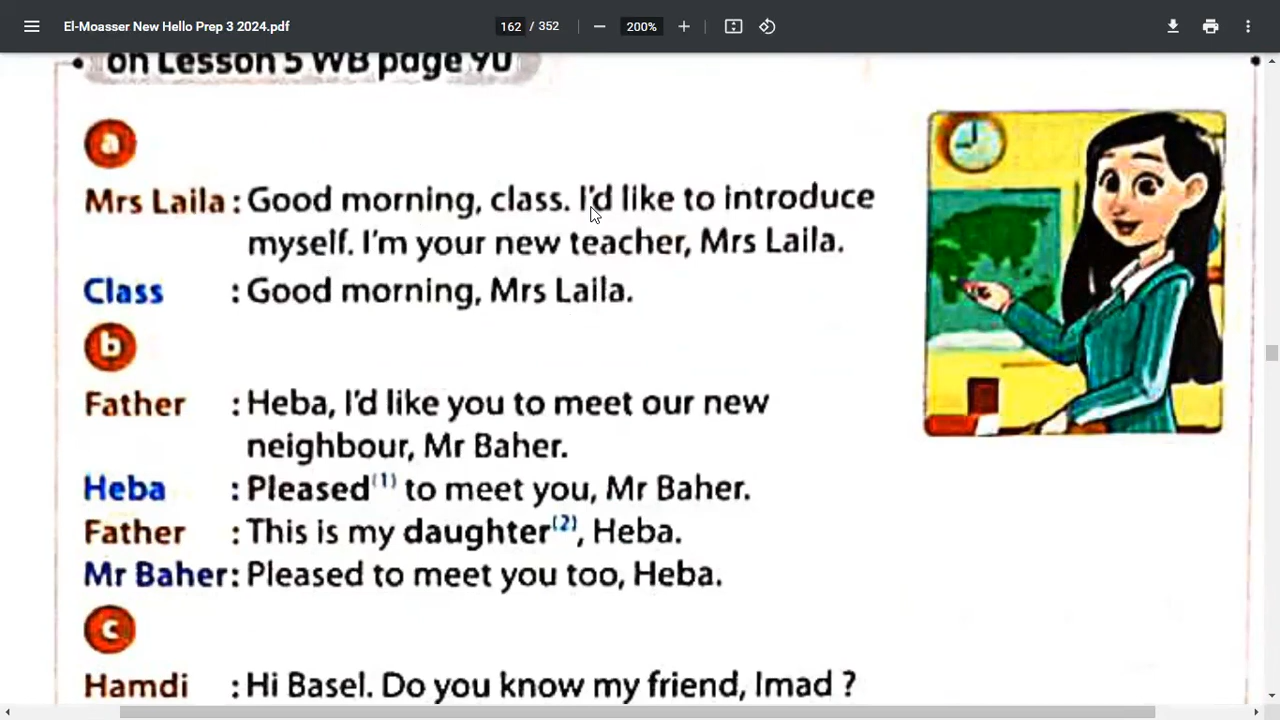 El-Moasser New Hello Prep 3 2024.pdf
162 / 352
200%
on Lesson 5 WB page 90
a
Mrs Laila : Good morning, class. I'd like to introduce
myself. I'm your new teacher, Mrs Laila.
Class : Good morning, Mrs Laila.
b
Father : Heba, I'd like you to meet our new
neighbour, Mr Baher.
Heba : Pleased(1) to meet you, Mr Baher.
Father : This is my daughter(2), Heba.
Mr Baher: Pleased to meet you too, Heba.
c
Hamdi : Hi Basel. Do you know my friend, Imad ?